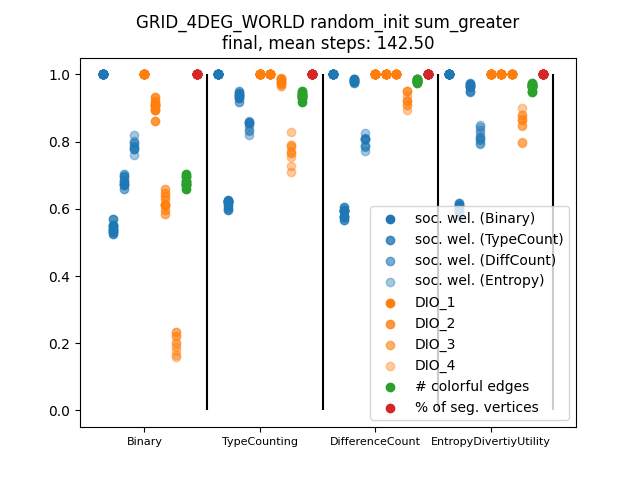 GRID_4DEG_WORLD random_init sum_greater
final, mean steps: 142.50
1.0
0.8
0.6
0.4
0.2
0.0
soc. wel. (Binary)
soc. wel. (TypeCount)
soc. wel. (DiffCount)
soc. wel. (Entropy)
DIO_1
DIO_2
DIO_3
DIO_4
# colorful edges
% of seg. vertices
Binary TypeCounting DifferenceCount EntropyDivertiyUtility